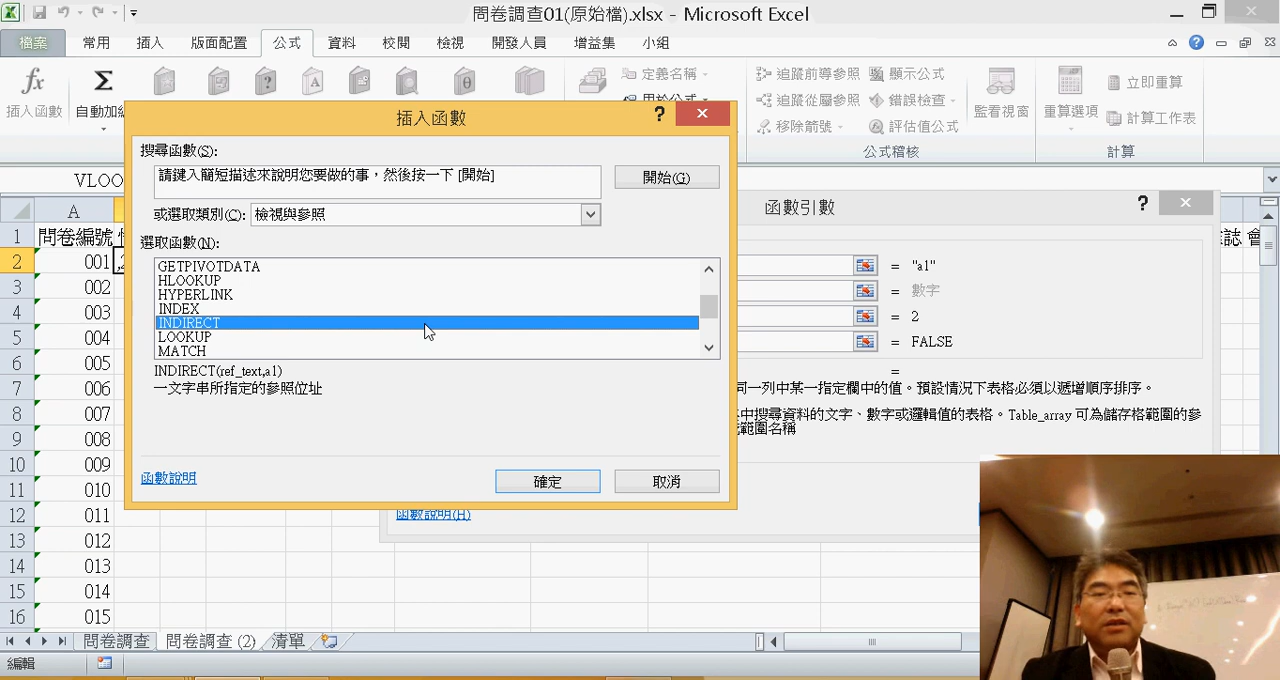 問卷調查01(原始檔).xlsx - Microsoft Excel
檔案 常用 插入 版面配置 公式 資料 校閱 檢視 開發人員 增益集 小組
插入函數 自動加總
定義名稱
用於公式
追蹤前導參照 顯示公式
追蹤從屬參照 錯誤檢查
移除箭號 評估值公式
監看視窗
重算選項
立即重算
計算工作表
公式稽核 計算
插入函數
搜尋函數(S):
請鍵入簡短描述來說明您要做的事，然後按一下 [開始]
開始(G)
或選取類別(C): 檢視與參照
選取函數(N):
GETPIVOTDATA
HLOOKUP
HYPERLINK
INDEX
INDIRECT
LOOKUP
MATCH
INDIRECT(ref_text,a1)
一文字串所指定的參照位址
函數說明
確定 取消
函數引數
= "a1"
= 數字
= 2
= FALSE
=
同一列中某一指定欄中的值。預設情況下表格必須以遞增順序排序。
中搜尋資料的文字、數字或邏輯值的表格。Table_array 可為儲存格範圍的參
範圍名稱
函數說明(H)
VLOO
A
1 問卷編號
2 001
3 002
4 003
5 004
6 005
7 006
8 007
9 008
10 009
11 010
12 011
13 012
14 013
15 014
16 015
誌 會
問卷調查 問卷調查 (2) 清單
編輯